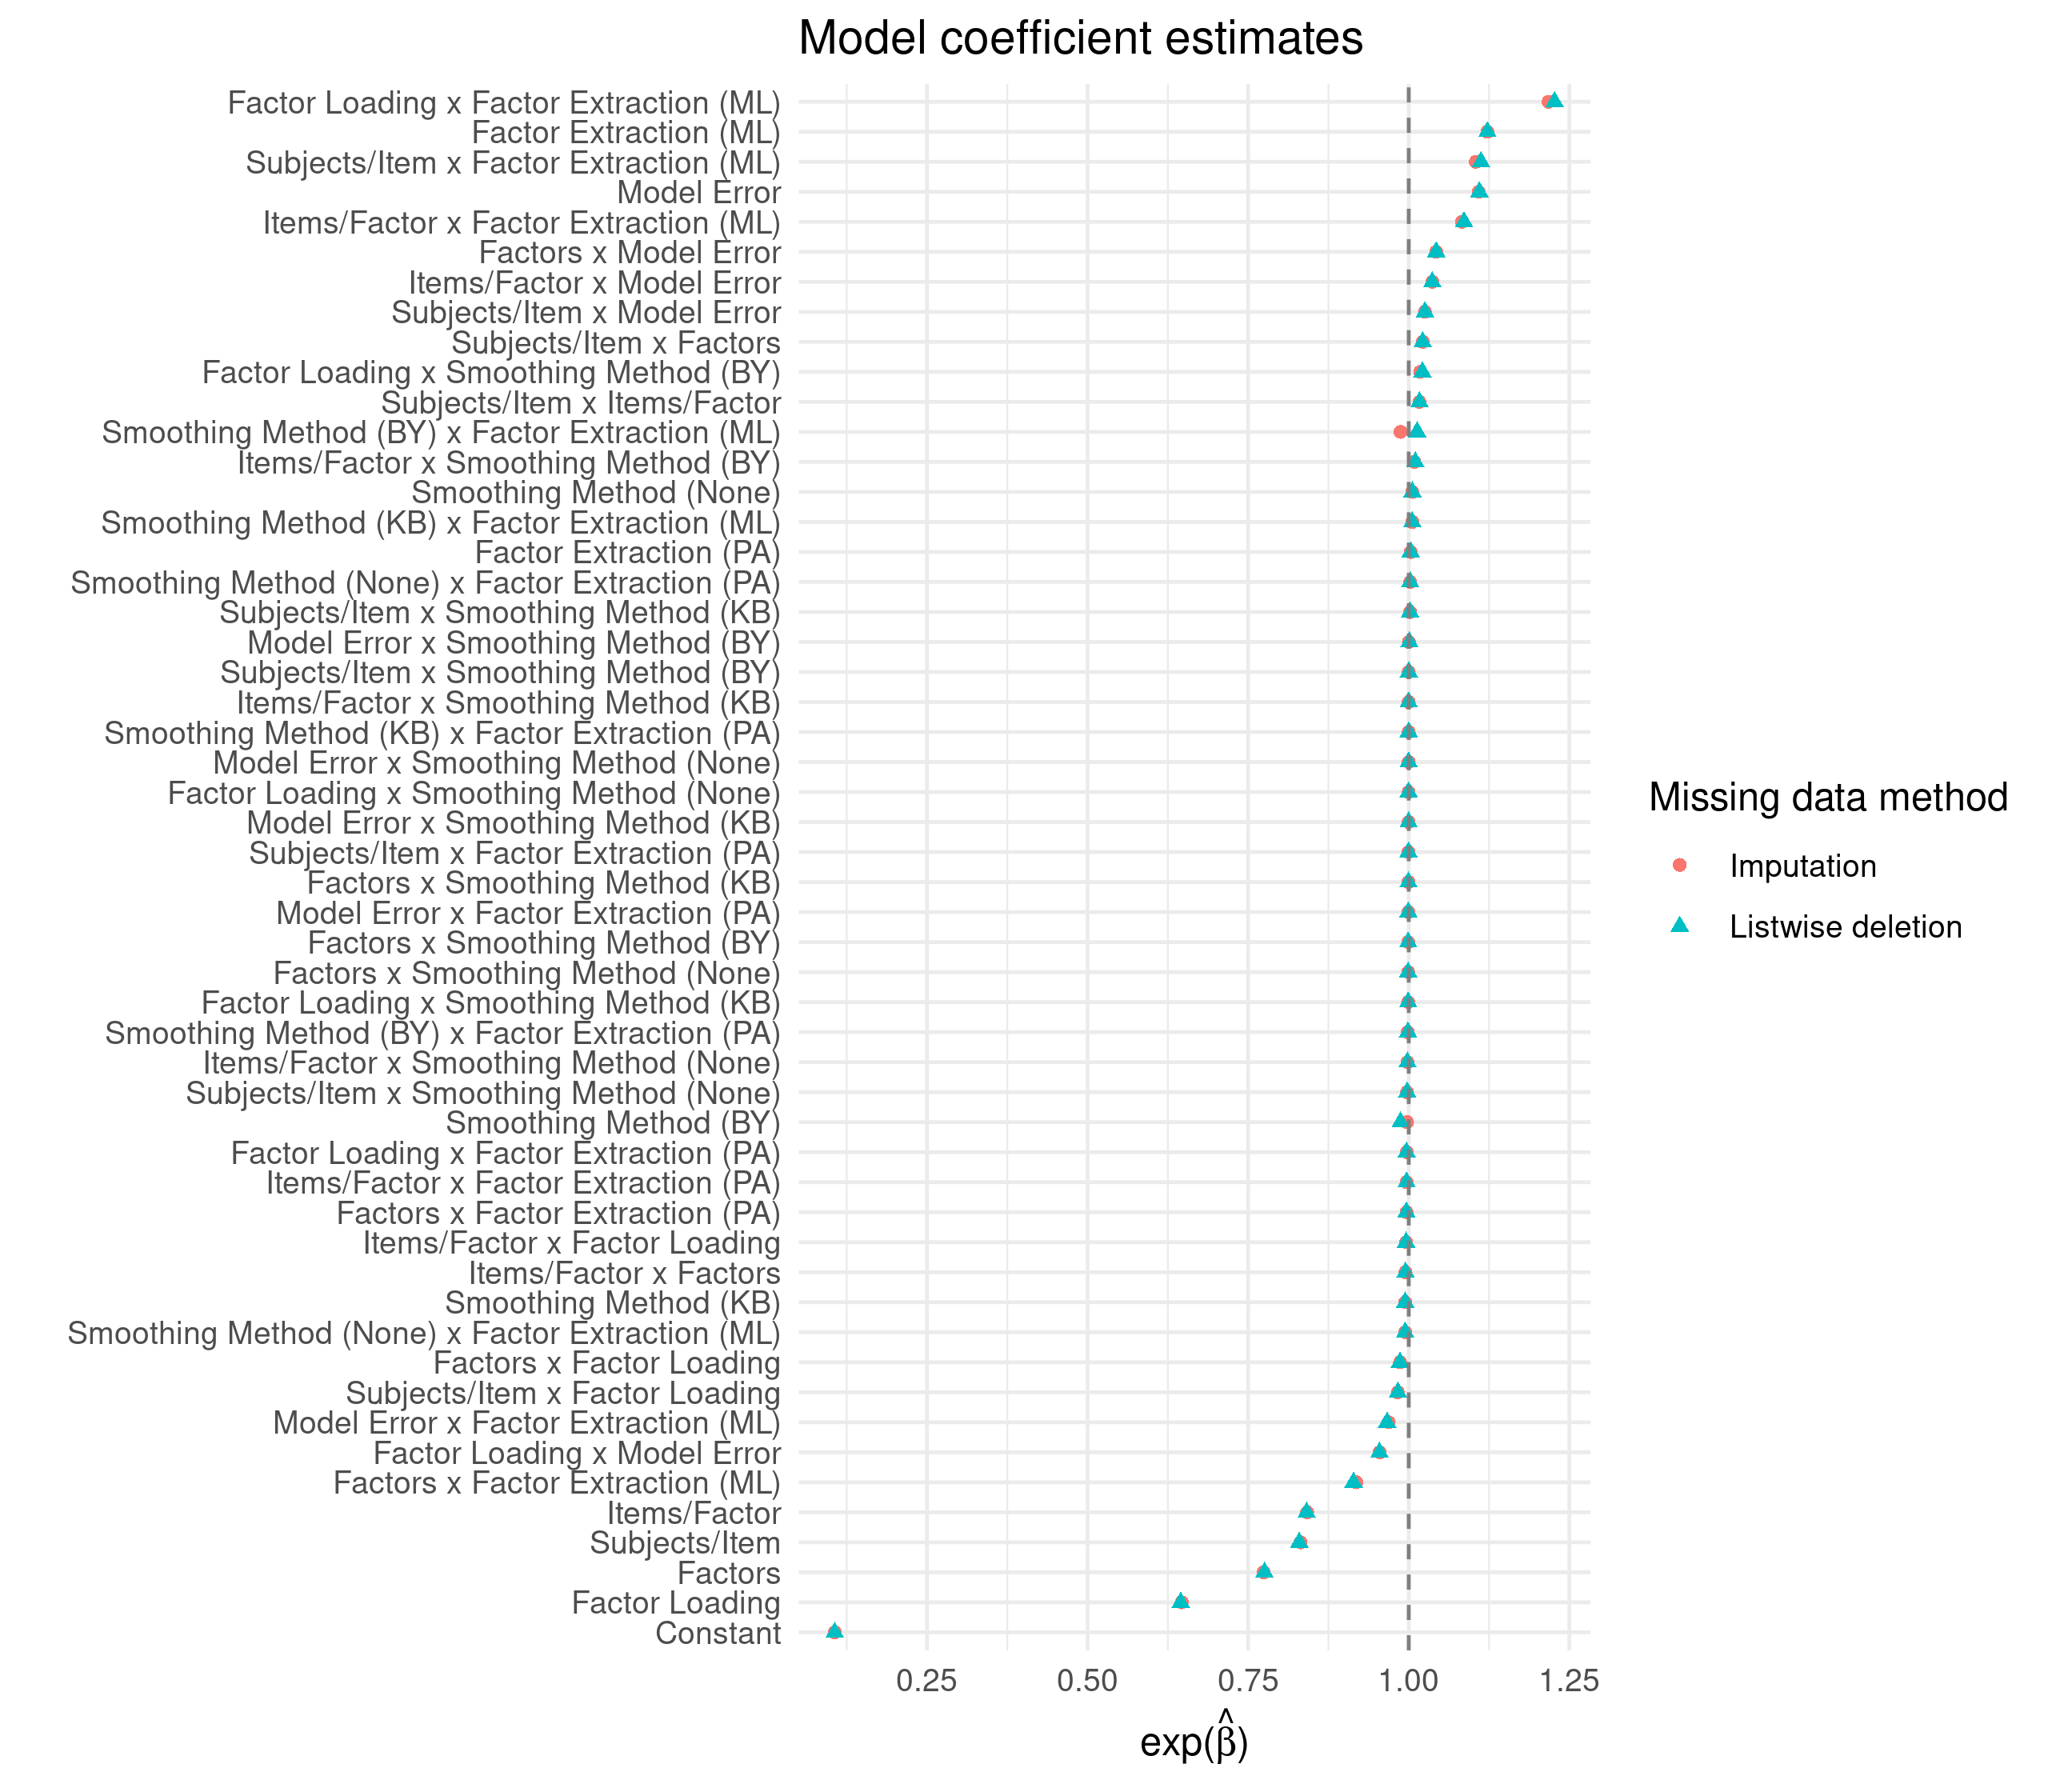 Model coefficient estimates
Factor Loading x Factor Extraction (ML)
Factor Extraction (ML)
Subjects/Item x Factor Extraction (ML)
Model Error
Items/Factor x Factor Extraction (ML)
Factors x Model Error
Items/Factor x Model Error
Subjects/Item x Model Error
Subjects/Item x Factors
Factor Loading x Smoothing Method (BY)
Subjects/Item x Items/Factor
Smoothing Method (BY) x Factor Extraction (ML)
Items/Factor x Smoothing Method (BY)
Smoothing Method (None)
Smoothing Method (KB) x Factor Extraction (ML)
Factor Extraction (PA)
Smoothing Method (None) x Factor Extraction (PA)
Subjects/Item x Smoothing Method (KB)
Model Error x Smoothing Method (BY)
Subjects/Item x Smoothing Method (BY)
Items/Factor x Smoothing Method (KB)
Smoothing Method (KB) x Factor Extraction (PA)
Model Error x Smoothing Method (None)
Factor Loading x Smoothing Method (None)
Model Error x Smoothing Method (KB)
Subjects/Item x Factor Extraction (PA)
Factors x Smoothing Method (KB)
Model Error x Factor Extraction (PA)
Factors x Smoothing Method (BY)
Factors x Smoothing Method (None)
Factor Loading x Smoothing Method (KB)
Smoothing Method (BY) x Factor Extraction (PA)
Items/Factor x Smoothing Method (None)
Subjects/Item x Smoothing Method (None)
Smoothing Method (BY)
Factor Loading x Factor Extraction (PA)
Items/Factor x Factor Extraction (PA)
Factors x Factor Extraction (PA)
Items/Factor x Factor Loading
Items/Factor x Factors
Smoothing Method (KB)
Smoothing Method (None) x Factor Extraction (ML)
Factors x Factor Loading
Subjects/Item x Factor Loading
Model Error x Factor Extraction (ML)
Factor Loading x Model Error
Factors x Factor Extraction (ML)
Items/Factor
Subjects/Item
Factors
Factor Loading
Constant
0.25 0.50 0.75 1.00 1.25
exp(β̂)
Missing data method
Imputation
Listwise deletion